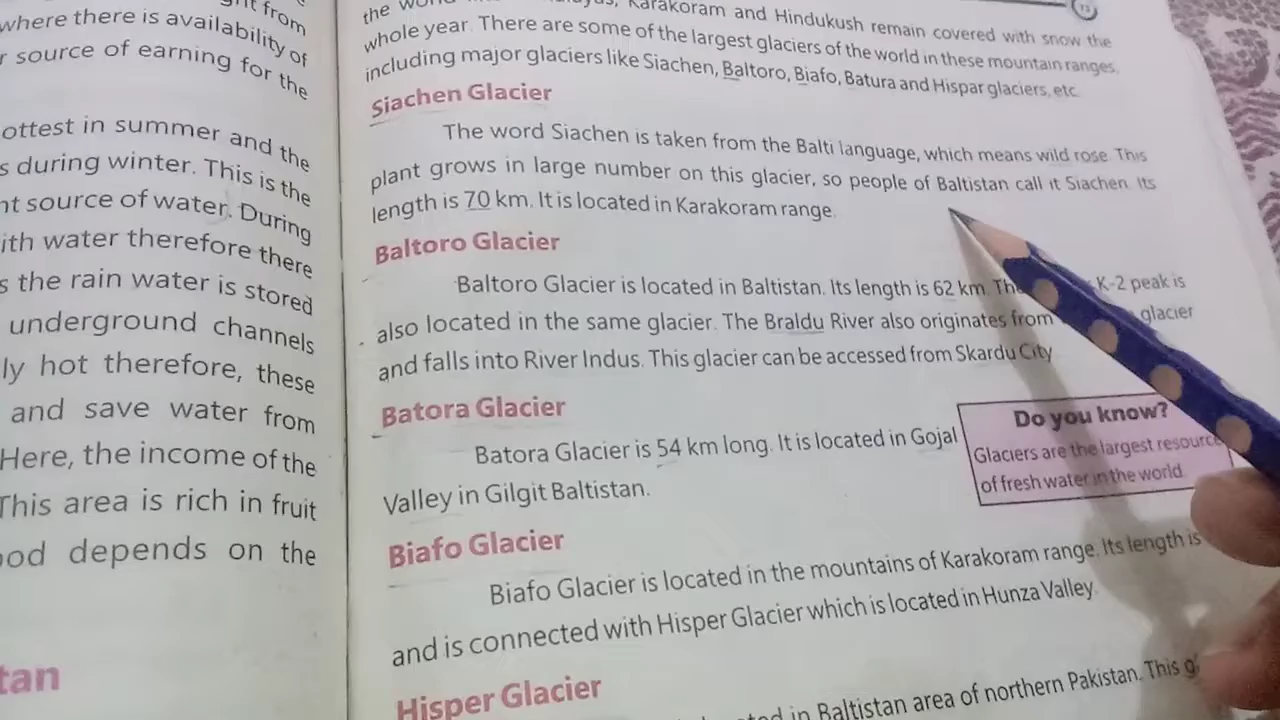 from
where there is availability of
source of earning for the
ottest in summer and the
s during winter. This is the
nt source of water. During
ith water therefore there
s the rain water is stored
underground channels
ly hot therefore, these
and save water from
Here, the income of the
This area is rich in fruit
ood depends on the
tan
the Karakoram and Hindukush remain covered with snow the
whole year. There are some of the largest glaciers of the world in these mountain ranges,
including major glaciers like Siachen, Baltoro, Biafo, Batura and Hispar glaciers, etc.
Siachen Glacier
The word Siachen is taken from the Balti language, which means wild rose. This
plant grows in large number on this glacier, so people of Baltistan call it Siachen. Its
length is 70 km. It is located in Karakoram range.
Baltoro Glacier
Baltoro Glacier is located in Baltistan. Its length is 62 km. K-2 peak is
also located in the same glacier. The Braldu River also originates from glacier
and falls into River Indus. This glacier can be accessed from Skardu City
Batora Glacier
Batora Glacier is 54 km long. It is located in Gojal
Valley in Gilgit Baltistan.
Do you know?
Glaciers are the largest resource
of fresh water in the world.
Biafo Glacier
Biafo Glacier is located in the mountains of Karakoram range. Its length is
and is connected with Hisper Glacier which is located in Hunza Valley.
Hisper Glacier
in Baltistan area of northern Pakistan. This